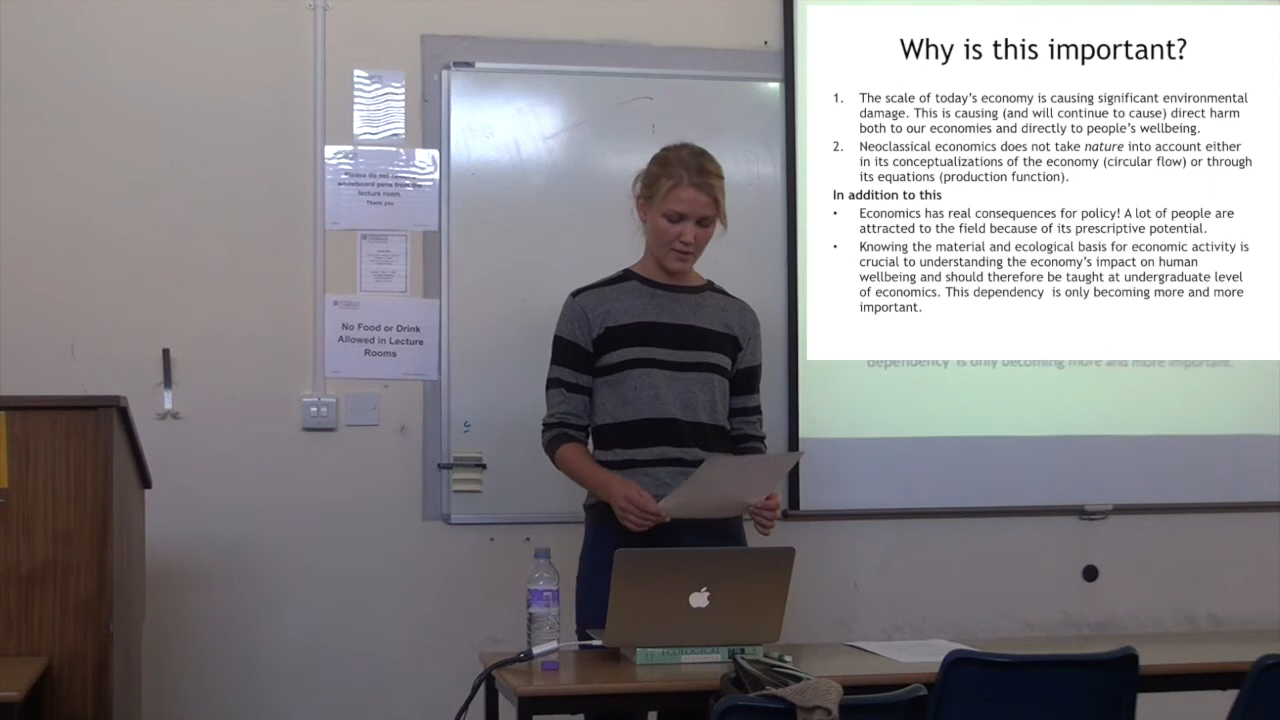 Why is this important?
1. The scale of today's economy is causing significant environmental
damage. This is causing (and will continue to cause) direct harm
both to our economies and directly to people's wellbeing.
2. Neoclassical economics does not take nature into account either
in its conceptualizations of the economy (circular flow) or through
its equations (production function).
In addition to this
• Economics has real consequences for policy! A lot of people are
attracted to the field because of its prescriptive potential.
• Knowing the material and ecological basis for economic activity is
crucial to understanding the economy's impact on human
wellbeing and should therefore be taught at undergraduate level
of economics. This dependency is only becoming more and more
important.
dependency is only becoming more and more important.
Please do not remove
whiteboard pens from the
lecture room.
Thank you
No Food or Drink
Allowed in Lecture
Rooms
ECOLOGICAL